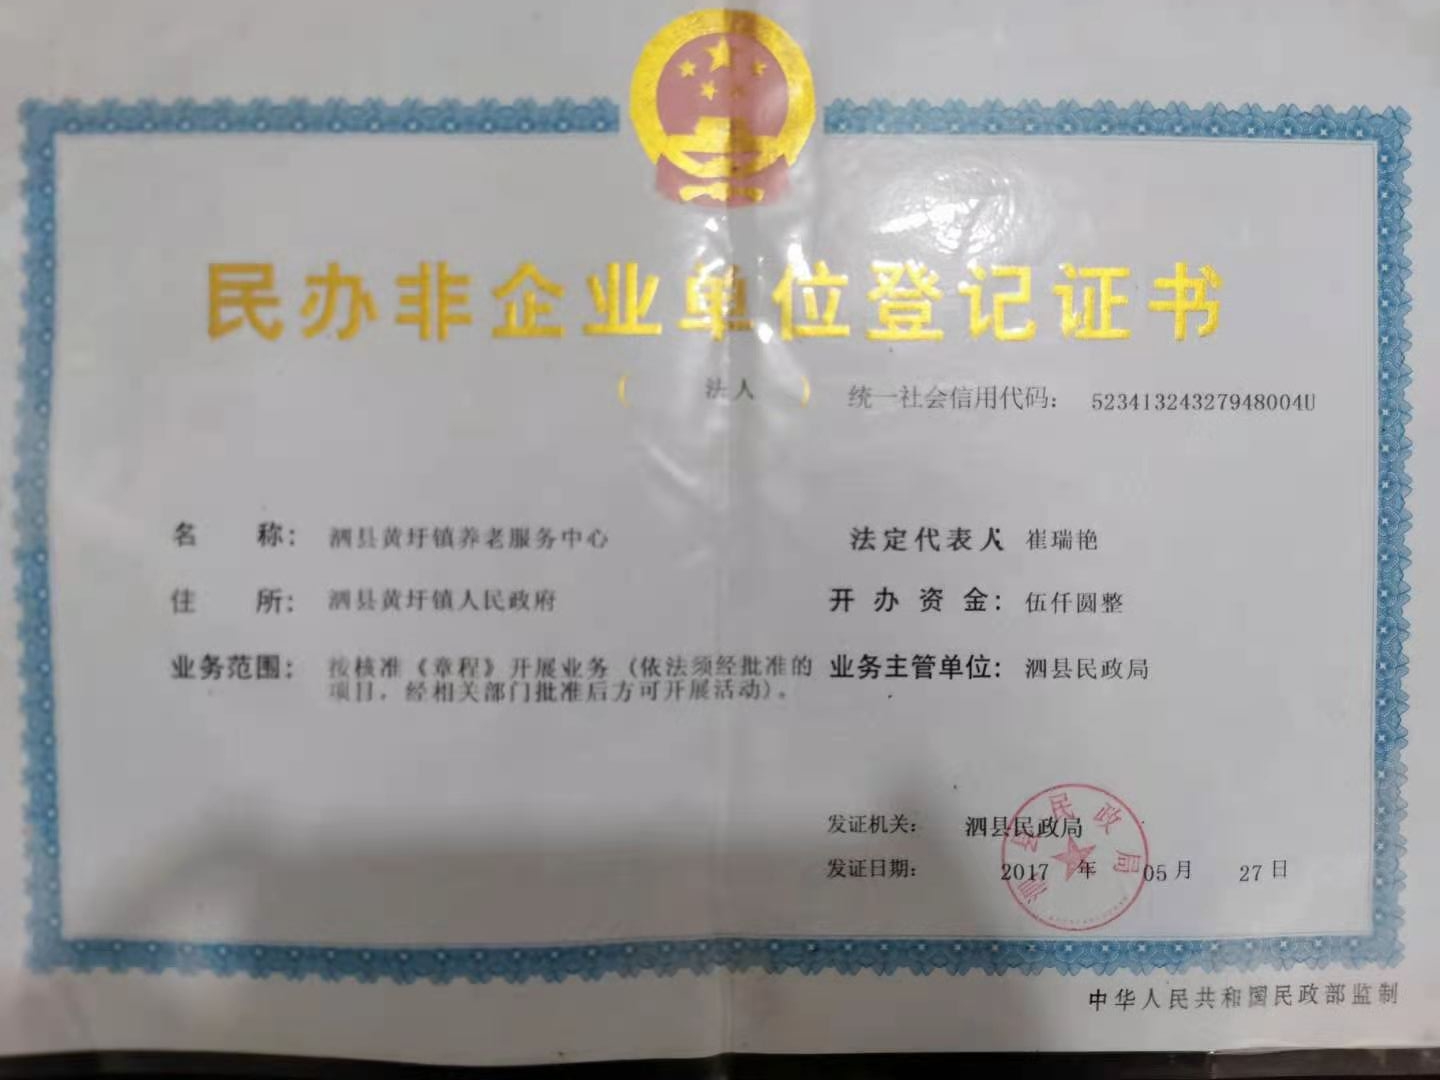 民办非企业单位登记证书
（ 法人 ） 统一社会信用代码： 52341324327948004U
名 称： 泗县黄圩镇养老服务中心 法定代表人 崔瑞艳
住 所： 泗县黄圩镇人民政府 开办资金： 伍仟圆整
业务范围： 按核准《章程》开展业务（依法须经批准的 业务主管单位： 泗县民政局
项目，经相关部门批准后方可开展活动）。
发证机关： 泗县民政局
发证日期： 2017 年 05 月 27 日
泗县民政局
中华人民共和国民政部监制